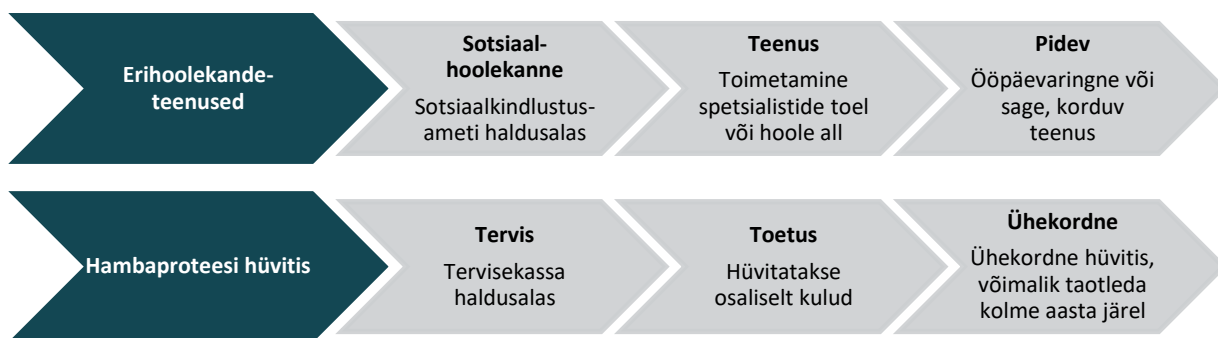 Erihoolekande-
teenused
Sotsiaal-
hoolekanne
Sotsiaalkindlustus-
ameti haldusalas
Teenus
Toimetamine
spetsialistide toel
või hoole all
Pidev
Ööpäevaringne või
sage, korduv
teenus
Hambaproteesi hüvitis
Tervis
Tervisekassa
haldusalas
Toetus
Hüvitatakse
osaliselt kulud
Ühekordne
Ühekordne hüvitis,
võimalik taotleda
kolme aasta järel